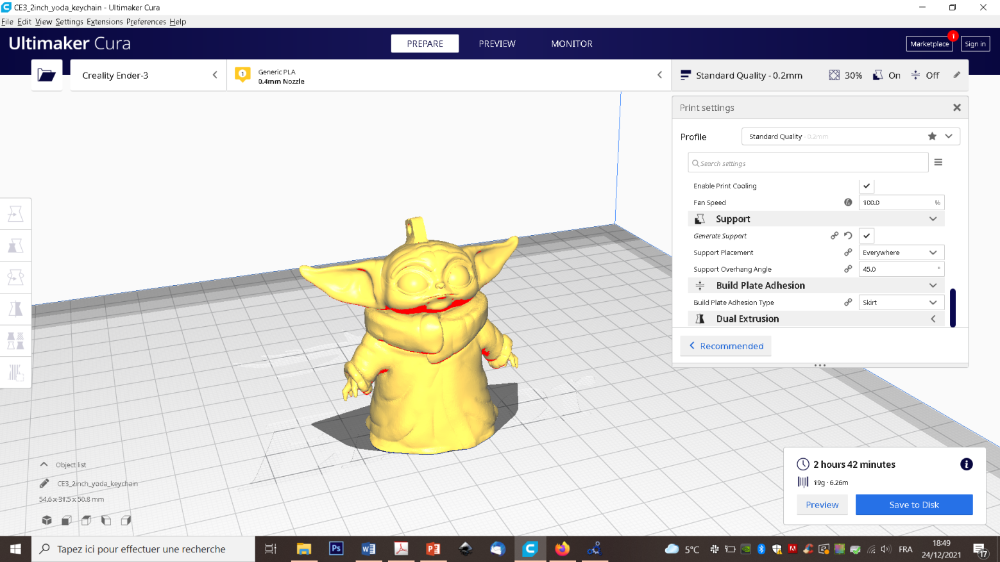 CE3_2inch_yoda_keychain - Ultimaker Cura
File Edit View Settings Extensions Preferences Help
Ultimaker Cura
PREPARE
PREVIEW
MONITOR
Marketplace
1
Sign in
Creality Ender-3
1
Generic PLA
0.4mm Nozzle
Standard Quality - 0.2mm
30%
On
Off
Print settings
Profile
Standard Quality - 0.2mm
Search settings
Enable Print Cooling
Fan Speed
100.0 %
Support
Generate Support
Support Placement
Everywhere
Support Overhang Angle
45.0 °
Build Plate Adhesion
Build Plate Adhesion Type
Skirt
Dual Extrusion
Recommended
Object list
CE3_2inch_yoda_keychain
54.6 x 31.5 x 50.8 mm
2 hours 42 minutes
19g · 6.26m
Preview
Save to Disk
Tapez ici pour effectuer une recherche
Ps
5°C
FRA
18:49
24/12/2021
17